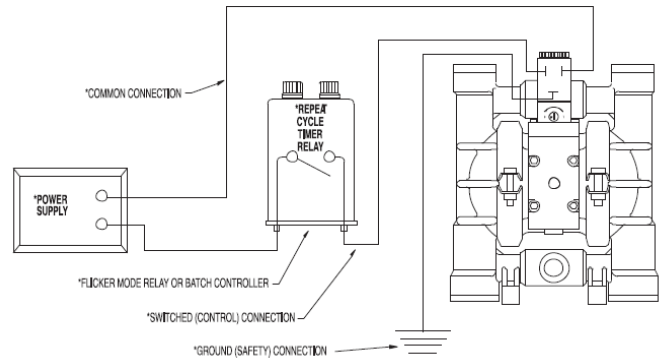 *COMMON CONNECTION
*REPEAT
CYCLE
TIMER
RELAY
*POWER
SUPPLY
*FLICKER MODE RELAY OR BATCH CONTROLLER
*SWITCHED (CONTROL) CONNECTION
*GROUND (SAFETY) CONNECTION